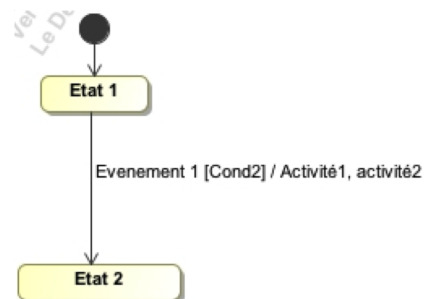 Etat 1
Evenement 1 [Cond2] / Activité1, activité2
Etat 2